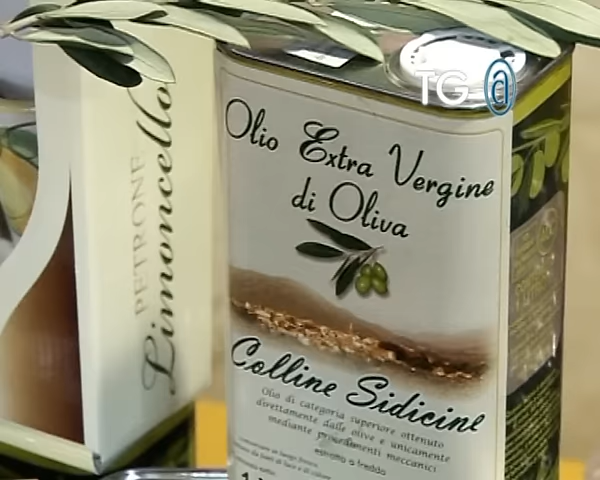 TG@
PETRONE
Limoncello
Olio Extra Vergine
di Oliva
Colline Sidicine
Olio di categoria superiore ottenuto
direttamente dalle olive e unicamente
mediante procedimenti meccanici
estratto a freddo